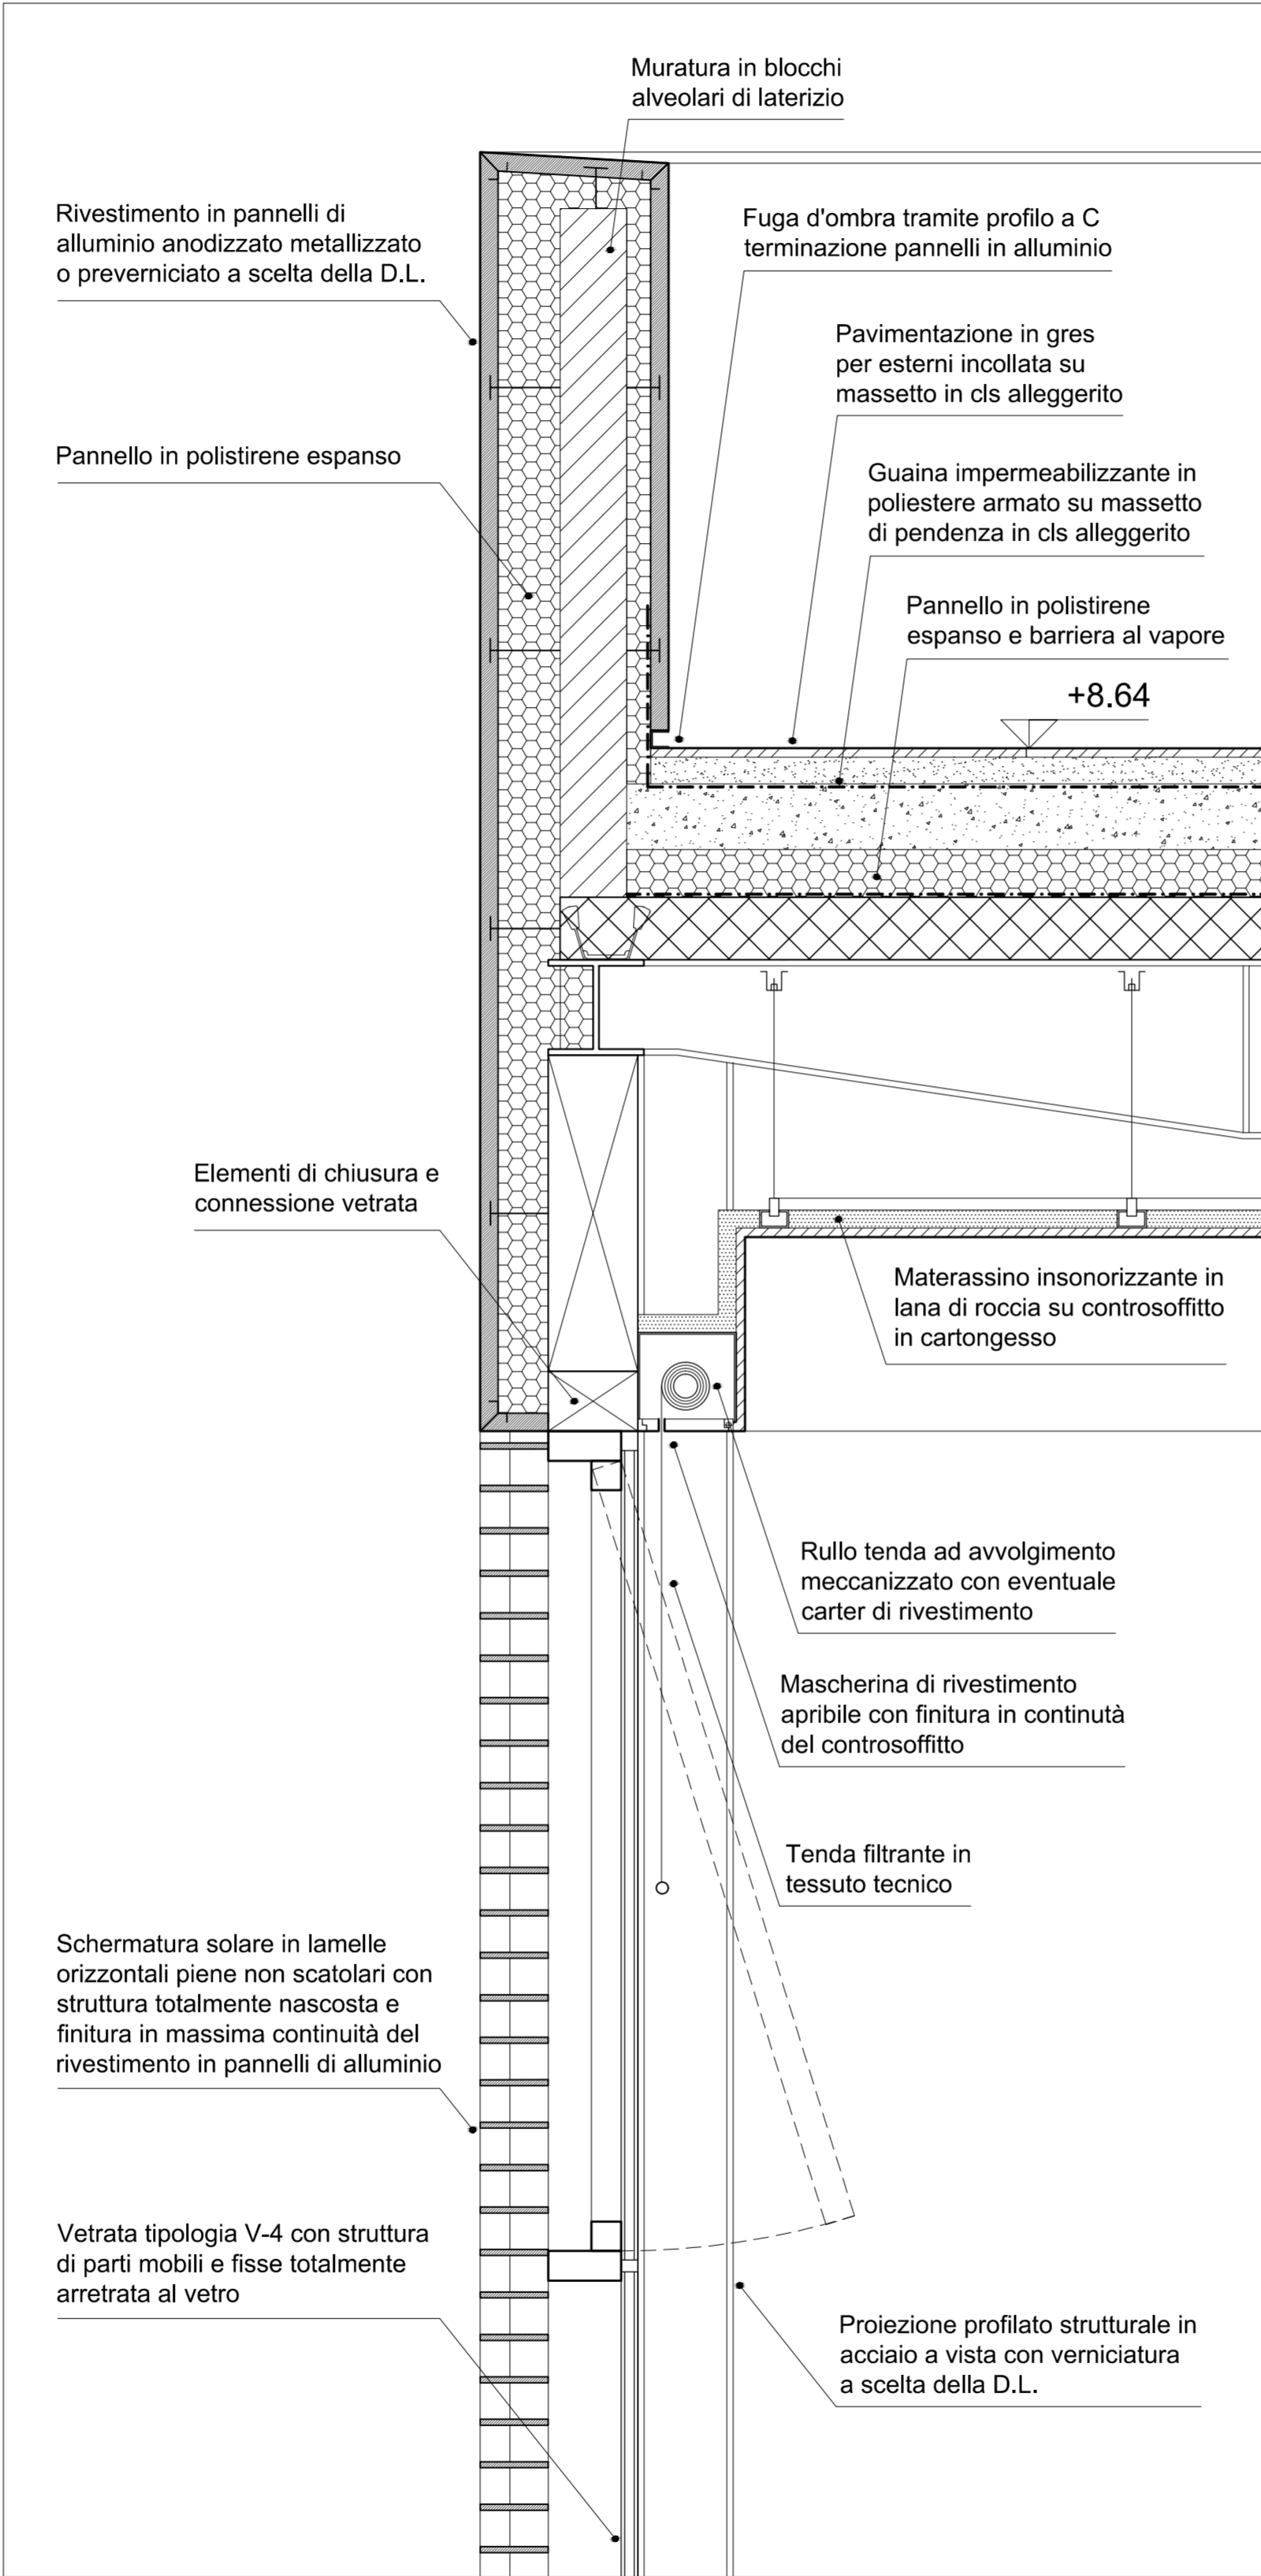 Muratura in blocchi
alveolari di laterizio
Rivestimento in pannelli di
alluminio anodizzato metallizzato
o preverniciato a scelta della D.L.
Fuga d'ombra tramite profilo a C
terminazione pannelli in alluminio
Pavimentazione in gres
per esterni incollata su
massetto in cls alleggerito
Pannello in polistirene espanso
Guaina impermeabilizzante in
poliestere armato su massetto
di pendenza in cls alleggerito
Pannello in polistirene
espanso e barriera al vapore
+8.64
Elementi di chiusura e
connessione vetrata
Materassino insonorizzante in
lana di roccia su controsoffitto
in cartongesso
Rullo tenda ad avvolgimento
meccanizzato con eventuale
carter di rivestimento
Mascherina di rivestimento
apribile con finitura in continutà
del controsoffitto
Tenda filtrante in
tessuto tecnico
Schermatura solare in lamelle
orizzontali piene non scatolari con
struttura totalmente nascosta e
finitura in massima continuità del
rivestimento in pannelli di alluminio
Vetrata tipologia V-4 con struttura
di parti mobili e fisse totalmente
arretrata al vetro
Proiezione profilato strutturale in
acciaio a vista con verniciatura
a scelta della D.L.